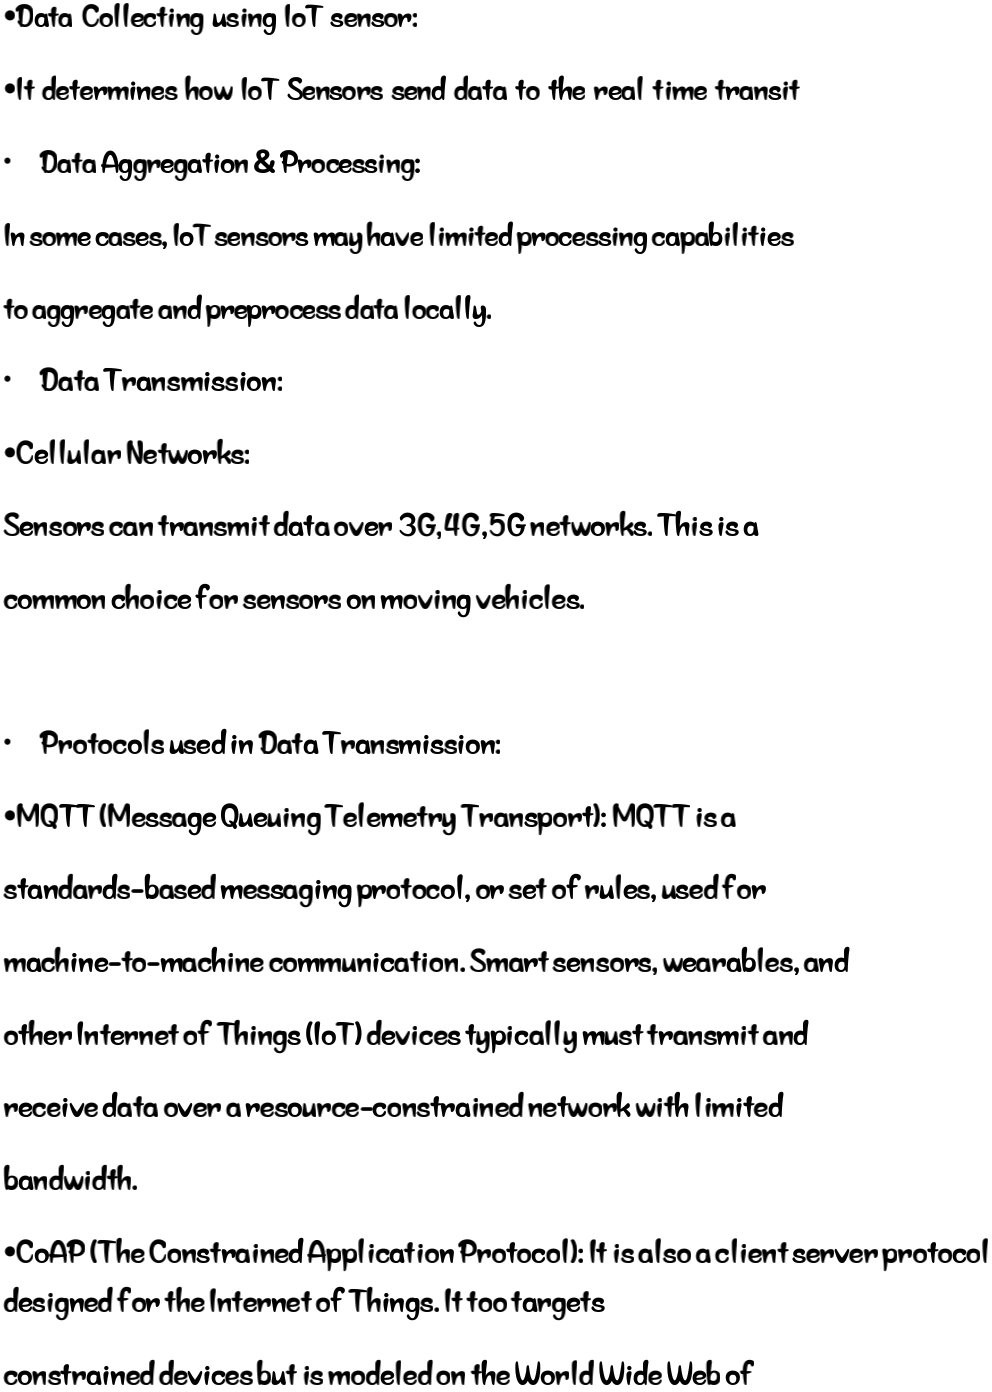 •Data Collecting using IoT sensor:
•It determines how IoT Sensors send data to the real time transit
• Data Aggregation & Processing:
In some cases, IoT sensors may have limited processing capabilities
to aggregate and preprocess data locally.
• Data Transmission:
•Cellular Networks:
Sensors can transmit data over 3G,4G,5G networks. This is a
common choice for sensors on moving vehicles.
• Protocols used in Data Transmission:
•MQTT (Message Queuing Telemetry Transport): MQTT is a
standards-based messaging protocol, or set of rules, used for
machine-to-machine communication. Smart sensors, wearables, and
other Internet of Things (IoT) devices typically must transmit and
receive data over a resource-constrained network with limited
bandwidth.
•CoAP (The Constrained Application Protocol): It is also a client server protocol
designed for the Internet of Things. It too targets
constrained devices but is modeled on the World Wide Web of